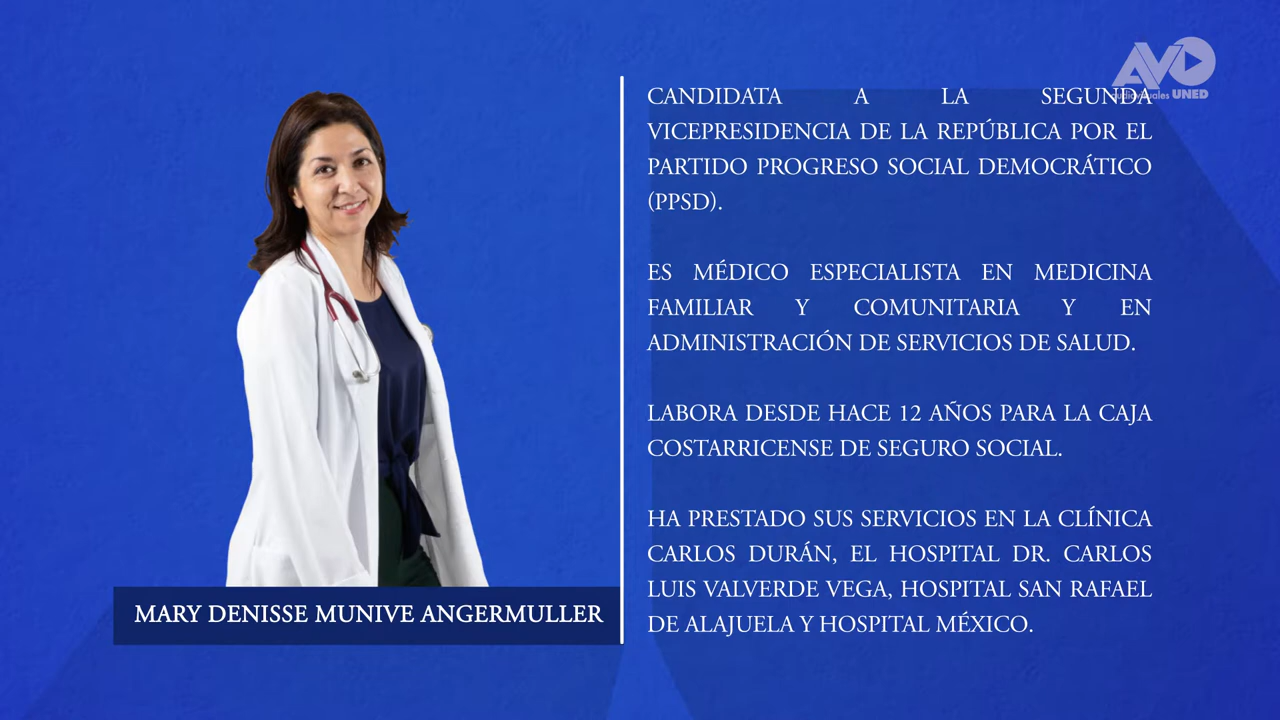 AVO
audiovisuales UNED
CANDIDATA A LA SEGUNDA
VICEPRESIDENCIA DE LA REPÚBLICA POR EL
PARTIDO PROGRESO SOCIAL DEMOCRÁTICO
(PPSD).
ES MÉDICO ESPECIALISTA EN MEDICINA
FAMILIAR Y COMUNITARIA Y EN
ADMINISTRACIÓN DE SERVICIOS DE SALUD.
LABORA DESDE HACE 12 AÑOS PARA LA CAJA
COSTARRICENSE DE SEGURO SOCIAL.
HA PRESTADO SUS SERVICIOS EN LA CLÍNICA
CARLOS DURÁN, EL HOSPITAL DR. CARLOS
LUIS VALVERDE VEGA, HOSPITAL SAN RAFAEL
DE ALAJUELA Y HOSPITAL MÉXICO.
MARY DENISSE MUNIVE ANGERMULLER